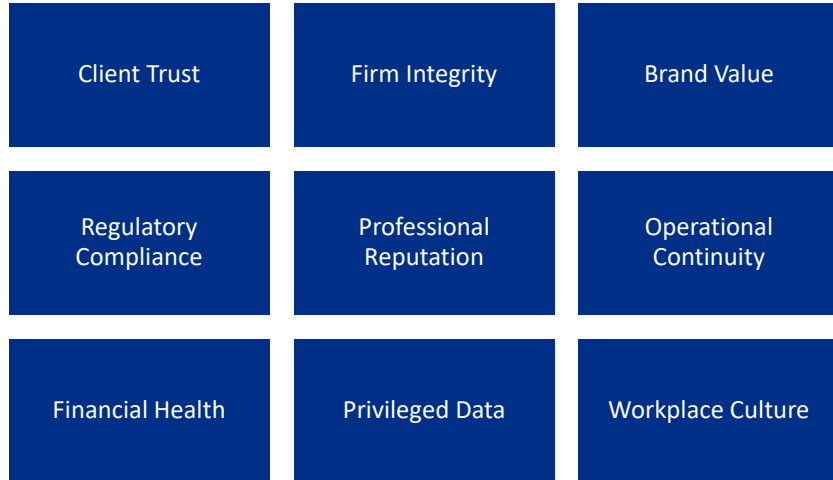 Client Trust
Firm Integrity
Brand Value
Regulatory
Compliance
Professional
Reputation
Operational
Continuity
Financial Health
Privileged Data
Workplace Culture